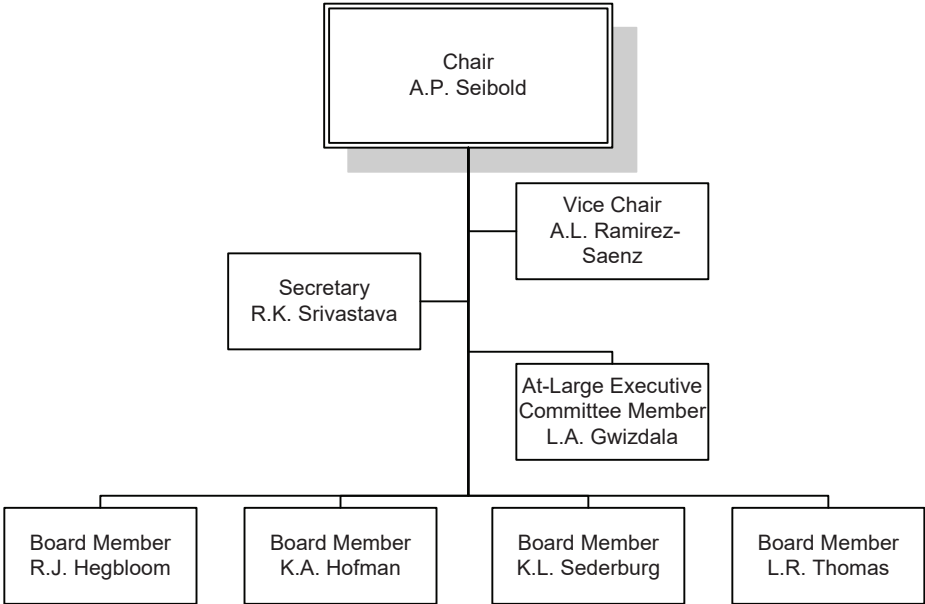 Chair
A.P. Seibold
Vice Chair
A.L. Ramirez-
Saenz
Secretary
R.K. Srivastava
At-Large Executive
Committee Member
L.A. Gwizdala
Board Member
R.J. Hegbloom
Board Member
K.A. Hofman
Board Member
K.L. Sederburg
Board Member
L.R. Thomas